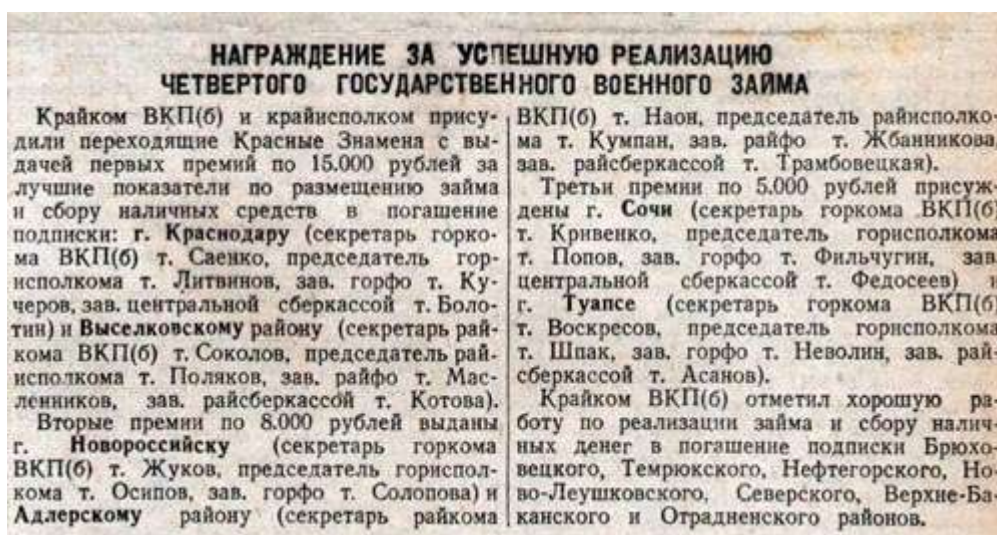 НАГРАЖДЕНИЕ ЗА УСПЕШНУЮ РЕАЛИЗАЦИЮ
ЧЕТВЕРТОГО ГОСУДАРСТВЕННОГО ВОЕННОГО ЗАЙМА
Крайком ВКП(б) и крайисполком прису-
дили переходящие Красные Знамена с вы-
дачей первых премий по 15.000 рублей за
лучшие показатели по размещению займа
и сбору наличных средств в погашение
подписки: г. Краснодару (секретарь горко-
ма ВКП(б) т. Саенко, председатель гор-
исполкома т. Литвинов, зав. горфо т. Ку-
черов, зав. центральной сберкассой т. Боло-
тин) и Выселковскому району (секретарь рай-
кома ВКП(б) т. Соколов, председатель рай-
исполкома т. Поляков, зав. райфо т. Мас-
ленников, зав. райсберкассой т. Котова).
Вторые премии по 8.000 рублей выданы
г. Новороссийску (секретарь горкома
ВКП(б) т. Жуков, председатель горисполкома
кома т. Осипов, зав. горфо т. Солопова) и
Адлерскому району (секретарь райкома
ВКП(б) т. Наон, председатель райисполко-
ма т. Кумпан, зав. райфо т. Жбанникова,
зав. райсберкассой т. Трамбовецкая).
Третьи премии по 5.000 рублей присуж-
дены г. Сочи (секретарь горкома ВКП(б)
т. Кривенко, председатель горисполкома
т. Попов, зав. горфо т. Фильчугин, зав.
центральной сберкассой т. Федосеев) и
г. Туапсе (секретарь горкома ВКП(б)
т. Воскресов, председатель горисполкома
т. Шпак, зав. горфо т. Неволин, зав. рай-
сберкассой т. Асанов).
Крайком ВКП(б) отметил хорошую ра-
боту по реализации займа и сбору налич-
ных денег в погашение подписки Брюхо-
вецкого, Темрюкского, Нефтегорского, Но-
во-Леушковского, Северского, Верхне-Ба-
канского и Отрадненского районов.